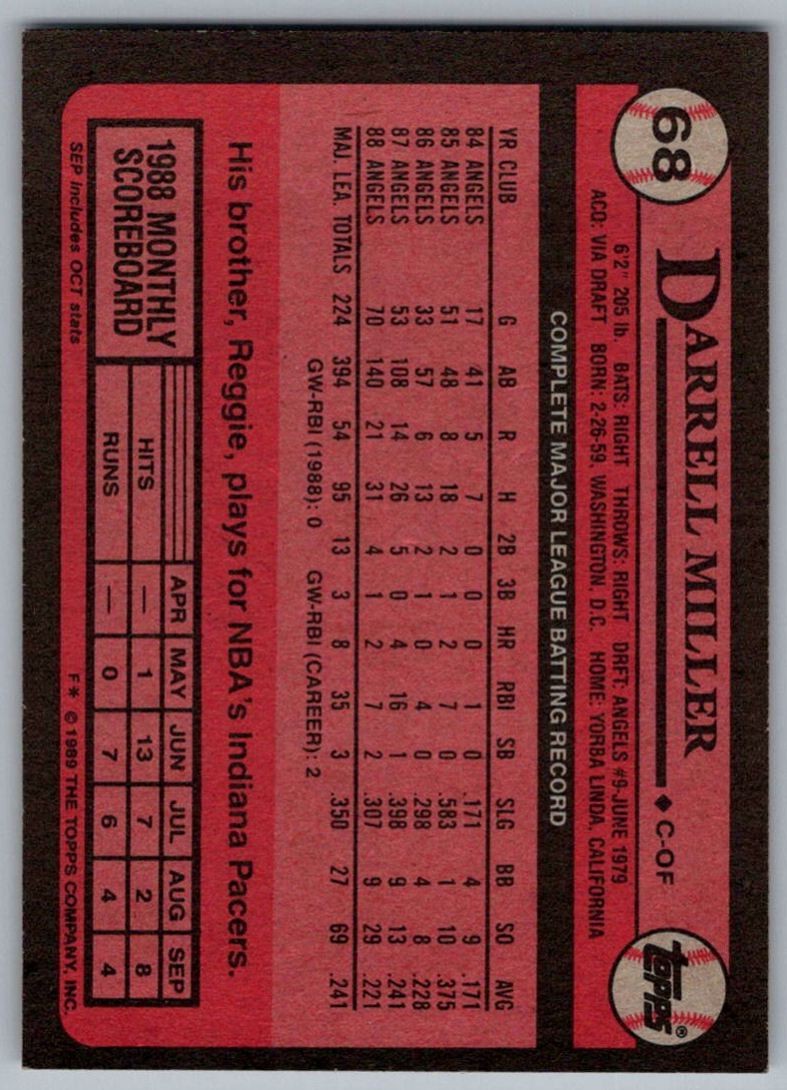 68
DARRELL MILLER ♦ C-OF
topps®
6'2" 205 lb. BATS: RIGHT THROWS: RIGHT DRFT: ANGELS #9-JUNE 1979
ACQ: VIA DRAFT BORN: 2-26-59, WASHINGTON, D.C. HOME: YORBA LINDA, CALIFORNIA
COMPLETE MAJOR LEAGUE BATTING RECORD
YR CLUB G AB R H 2B 3B HR RBI SB SLG BB SO AVG
84 ANGELS 17 41 5 7 0 0 0 1 0 .171 4 9 .171
85 ANGELS 51 48 8 18 2 1 2 7 0 .583 1 10 .375
86 ANGELS 33 57 6 13 2 1 0 4 0 .298 4 8 .228
87 ANGELS 53 108 14 26 5 0 4 16 1 .398 9 13 .241
88 ANGELS 70 140 21 31 4 1 2 7 2 .307 9 29 .221
MAJ. LEA. TOTALS 224 394 54 95 13 3 8 35 3 .350 27 69 .241
GW-RBI (1988): 0 GW-RBI (CAREER): 2
His brother, Reggie, plays for NBA's Indiana Pacers.
1988 MONTHLY
SCOREBOARD
APR MAY JUN JUL AUG SEP
HITS — 1 13 7 2 8
RUNS — 0 7 6 4 4
SEP includes OCT stats
F* © 1989 THE TOPPS COMPANY, INC.